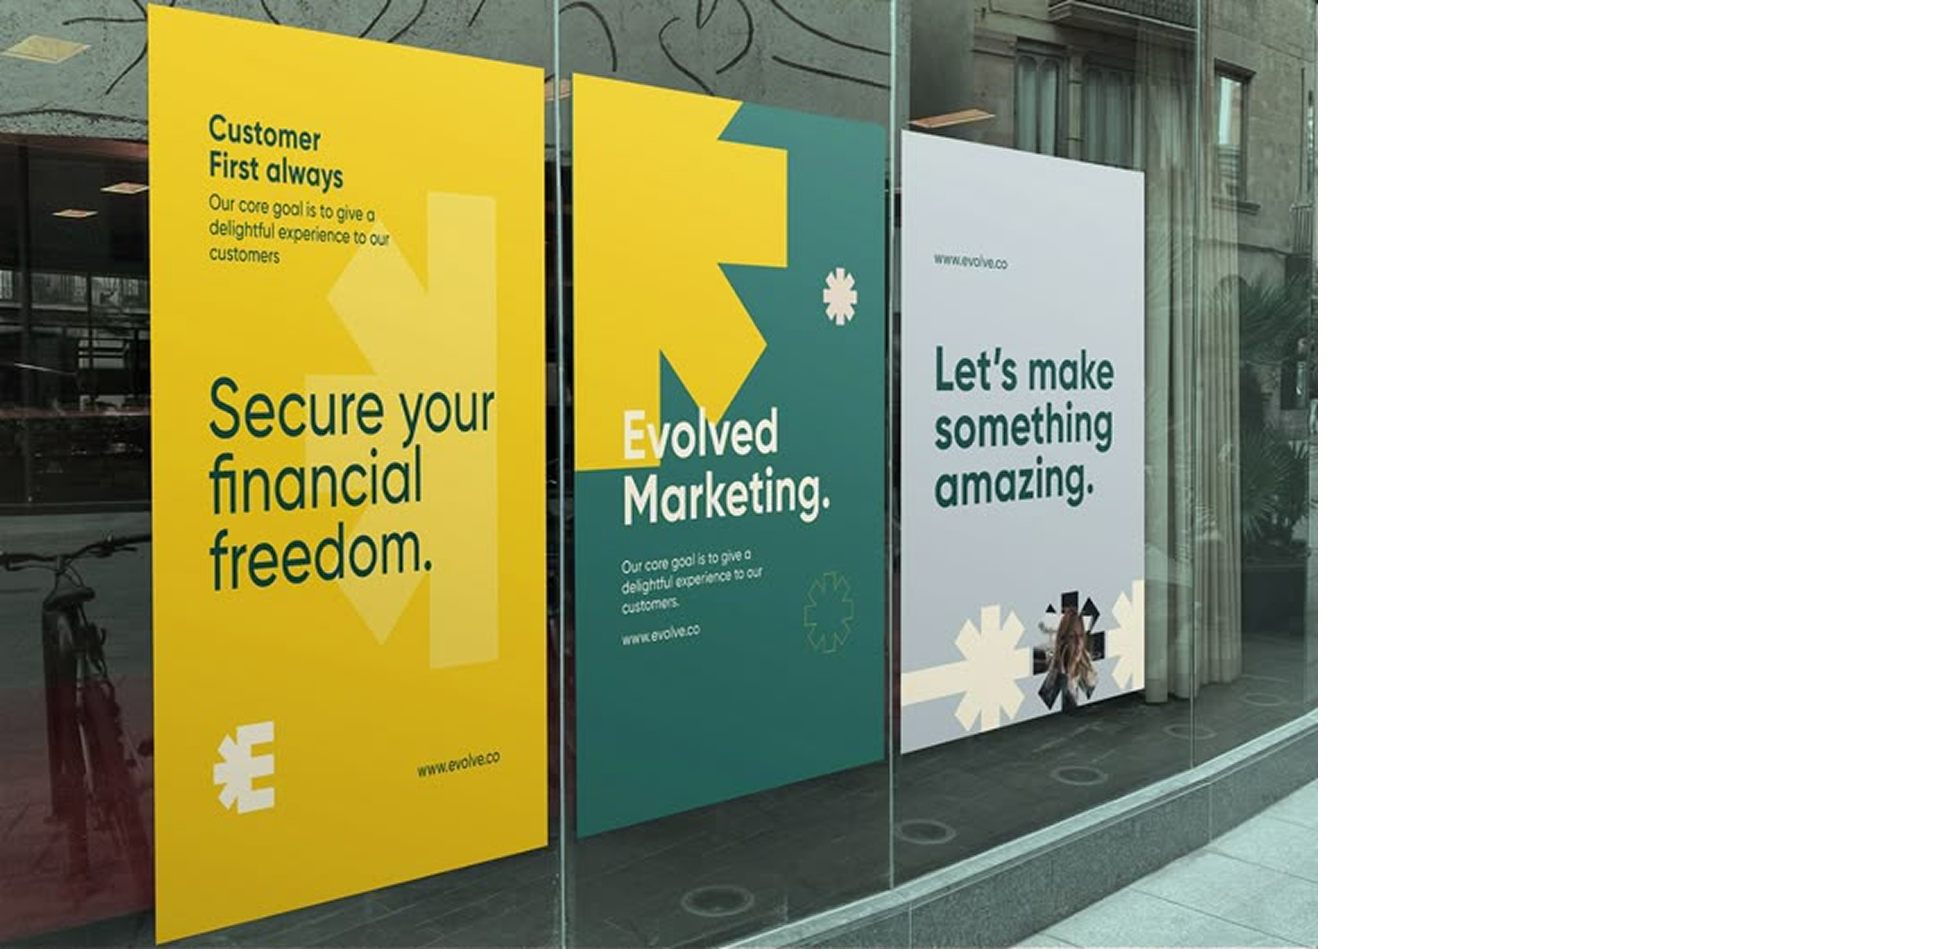 Customer
First always
Our core goal is to give a
delightful experience to our
customers
Secure your
financial
freedom.
E
www.evolve.co
Evolved
Marketing.
Our core goal is to give a
delightful experience to our
customers.
www.evolve.co
www.evolve.co
Let's make
something
amazing.